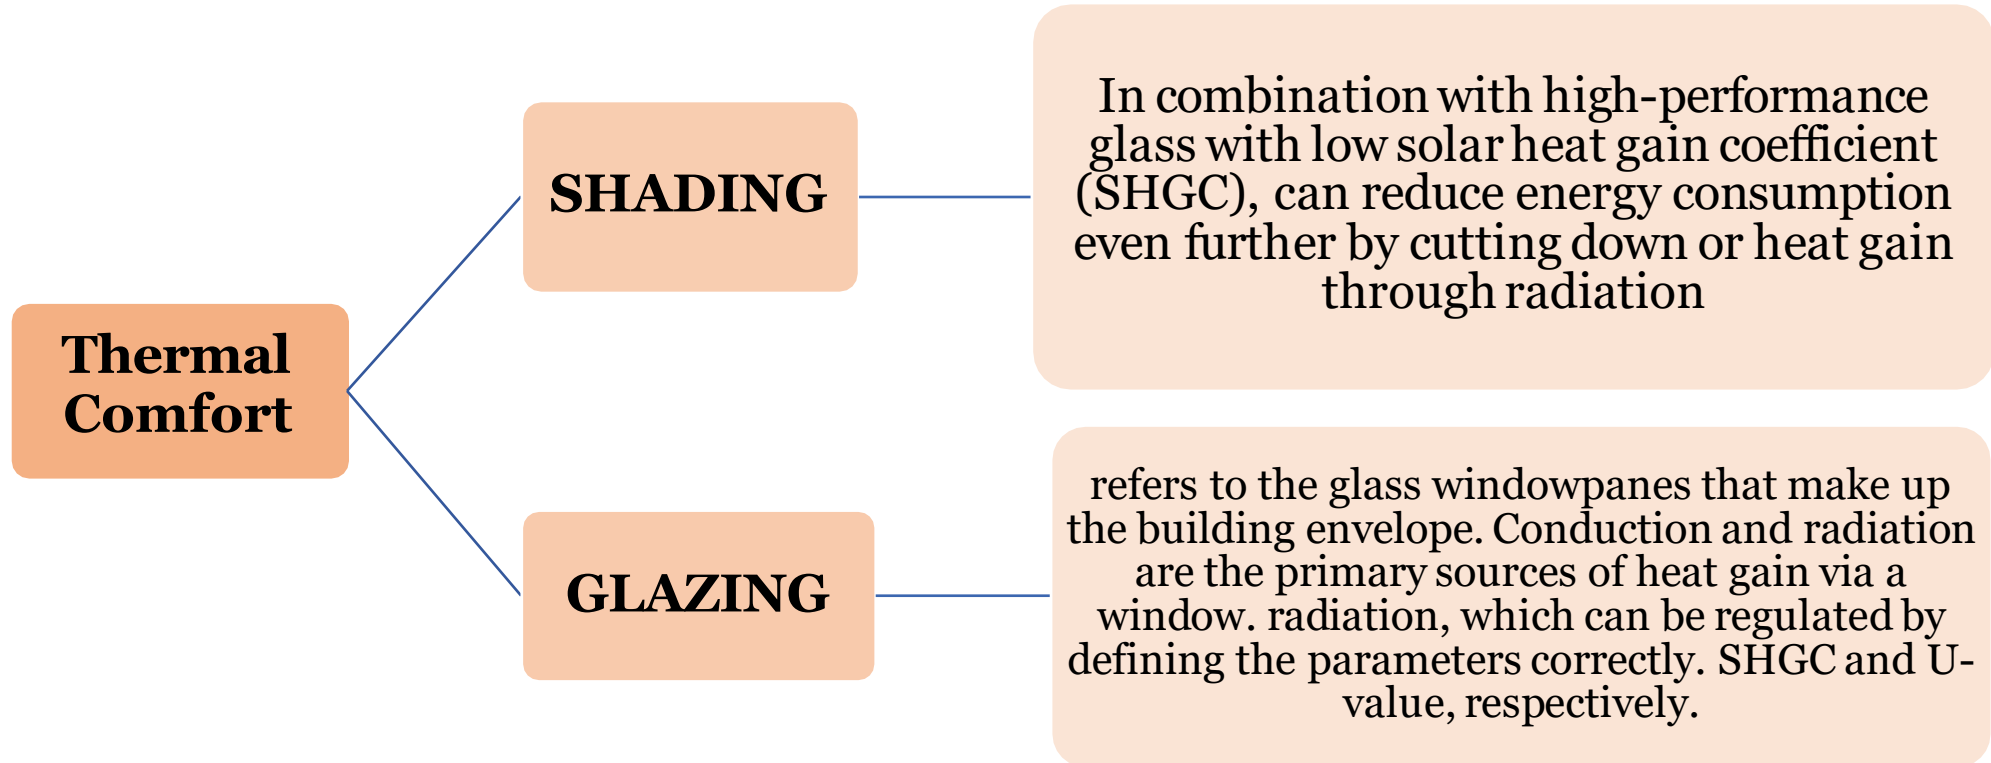 Thermal
Comfort
SHADING
In combination with high-performance
glass with low solar heat gain coefficient
(SHGC), can reduce energy consumption
even further by cutting down or heat gain
through radiation
GLAZING
refers to the glass windowpanes that make up
the building envelope. Conduction and radiation
are the primary sources of heat gain via a
window. radiation, which can be regulated by
defining the parameters correctly. SHGC and U-
value, respectively.